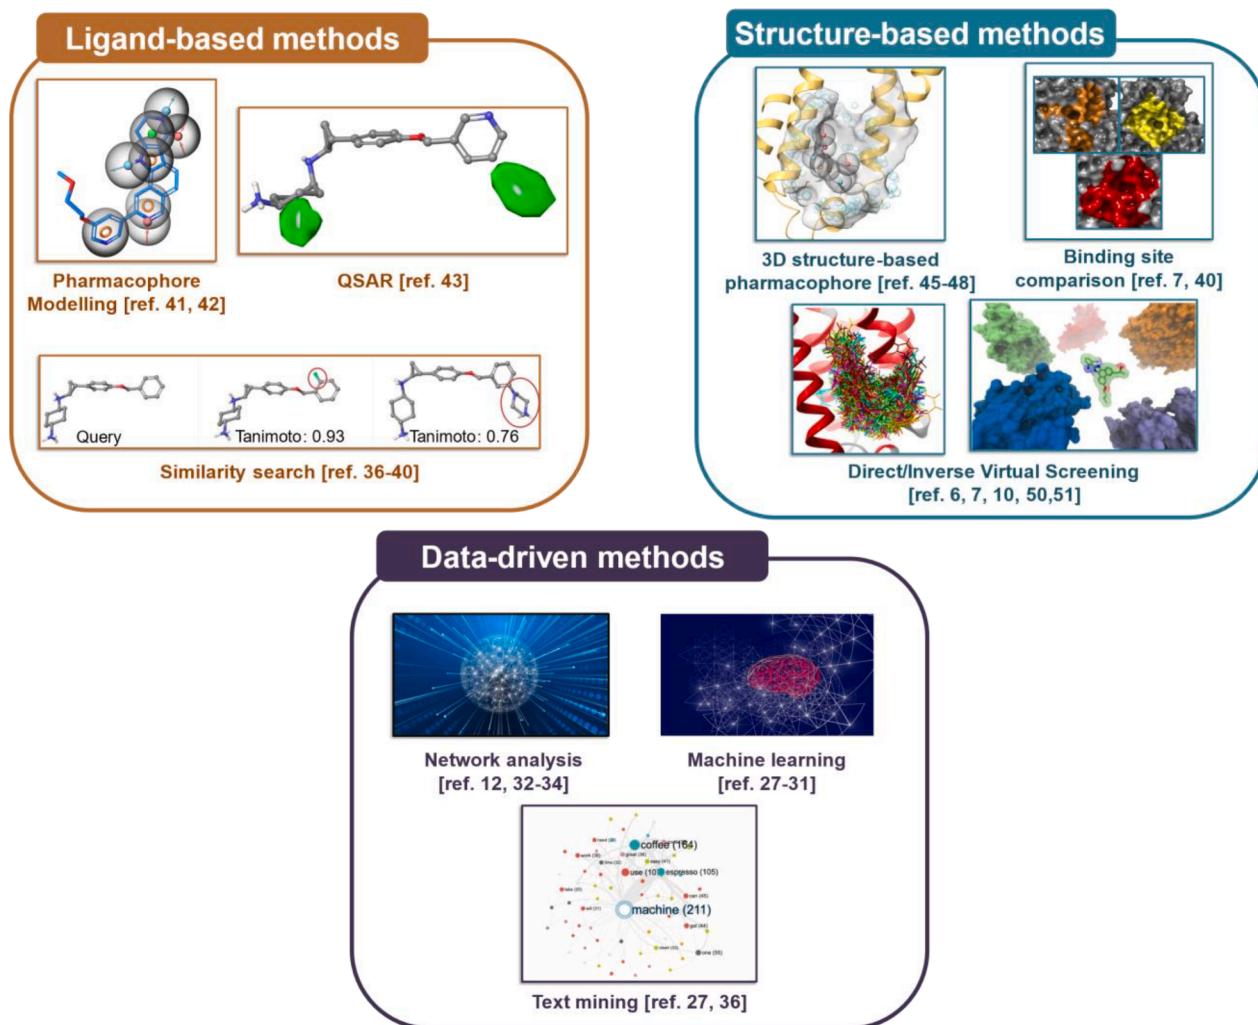 Ligand-based methods
Pharmacophore
Modelling [ref. 41, 42]
QSAR [ref. 43]
Query
Tanimoto: 0.93
Tanimoto: 0.76
Similarity search [ref. 36-40]
Structure-based methods
3D structure-based
pharmacophore [ref. 45-48]
Binding site
comparison [ref. 7, 40]
Direct/Inverse Virtual Screening
[ref. 6, 7, 10, 50,51]
Data-driven methods
Network analysis
[ref. 12, 32-34]
Machine learning
[ref. 27-31]
coffee (164)
espresso (105)
machine (211)
Text mining [ref. 27, 36]